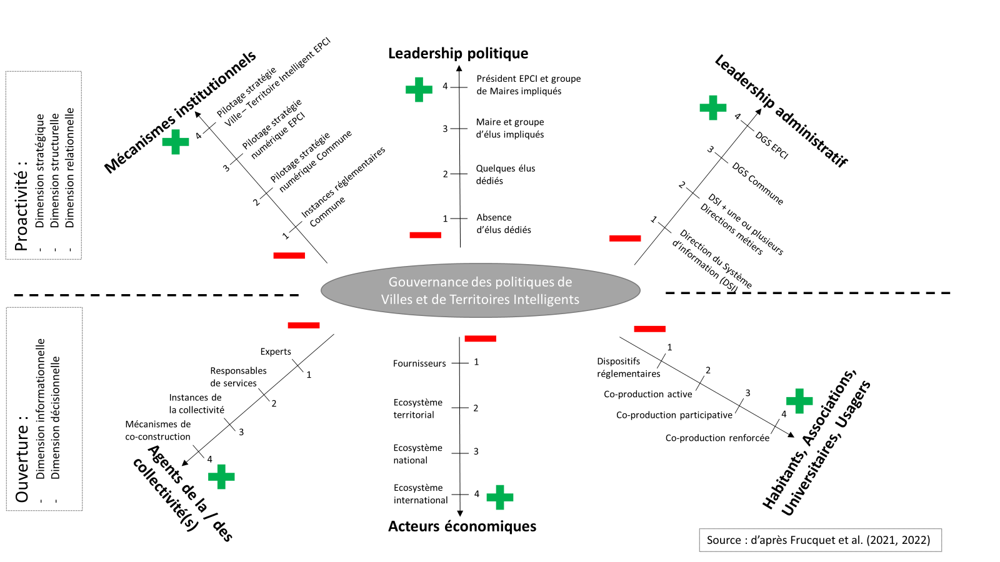 Proactivité :
- Dimension stratégique
- Dimension structurelle
- Dimension relationnelle
Mécanismes institutionnels
4
Pilotage stratégie
Ville – Territoire Intelligent EPCI
3
Pilotage stratégie
numérique EPCI
2
Pilotage stratégie
numérique Commune
1
Instances réglementaires
Commune
Leadership politique
4
Président EPCI et groupe
de Maires impliqués
3
Maire et groupe
d’élus impliqués
2
Quelques élus
dédiés
1
Absence
d’élus dédiés
Leadership administratif
4
DGS EPCI
3
DGS Commune
2
DSI + une ou plusieurs
Directions métiers
1
Direction du Système
d’information (DSI)
Gouvernance des politiques de
Villes et de Territoires Intelligents
Ouverture :
- Dimension informationnelle
- Dimension décisionnelle
Experts
1
Responsables
de services
2
Instances de
la collectivité
3
Mécanismes de
co-construction
4
Agents de la / des
collectivité(s)
Fournisseurs
1
Ecosystème
territorial
2
Ecosystème
national
3
Ecosystème
international
4
Acteurs économiques
1
Dispositifs
réglementaires
2
Co-production active
3
Co-production participative
4
Co-production renforcée
Habitants, Associations,
Universitaires, Usagers
Source : d’après Frucquet et al. (2021, 2022)